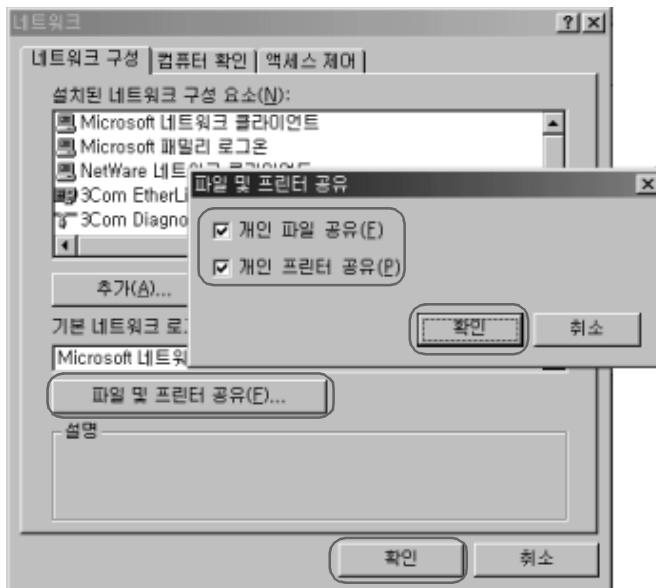 네트워크
네트워크 구성 컴퓨터 확인 액세스 제어
설치된 네트워크 구성 요소(N):
Microsoft 네트워크 클라이언트
Microsoft 패밀리 로그온
NetWare
3Com EtherLi
3Com Diagno
추가(A)...
기본 네트워크 로그
Microsoft 네트워
파일 및 프린터 공유(F)...
설명
확인 취소
파일 및 프린터 공유
개인 파일 공유(F)
개인 프린터 공유(P)
확인 취소